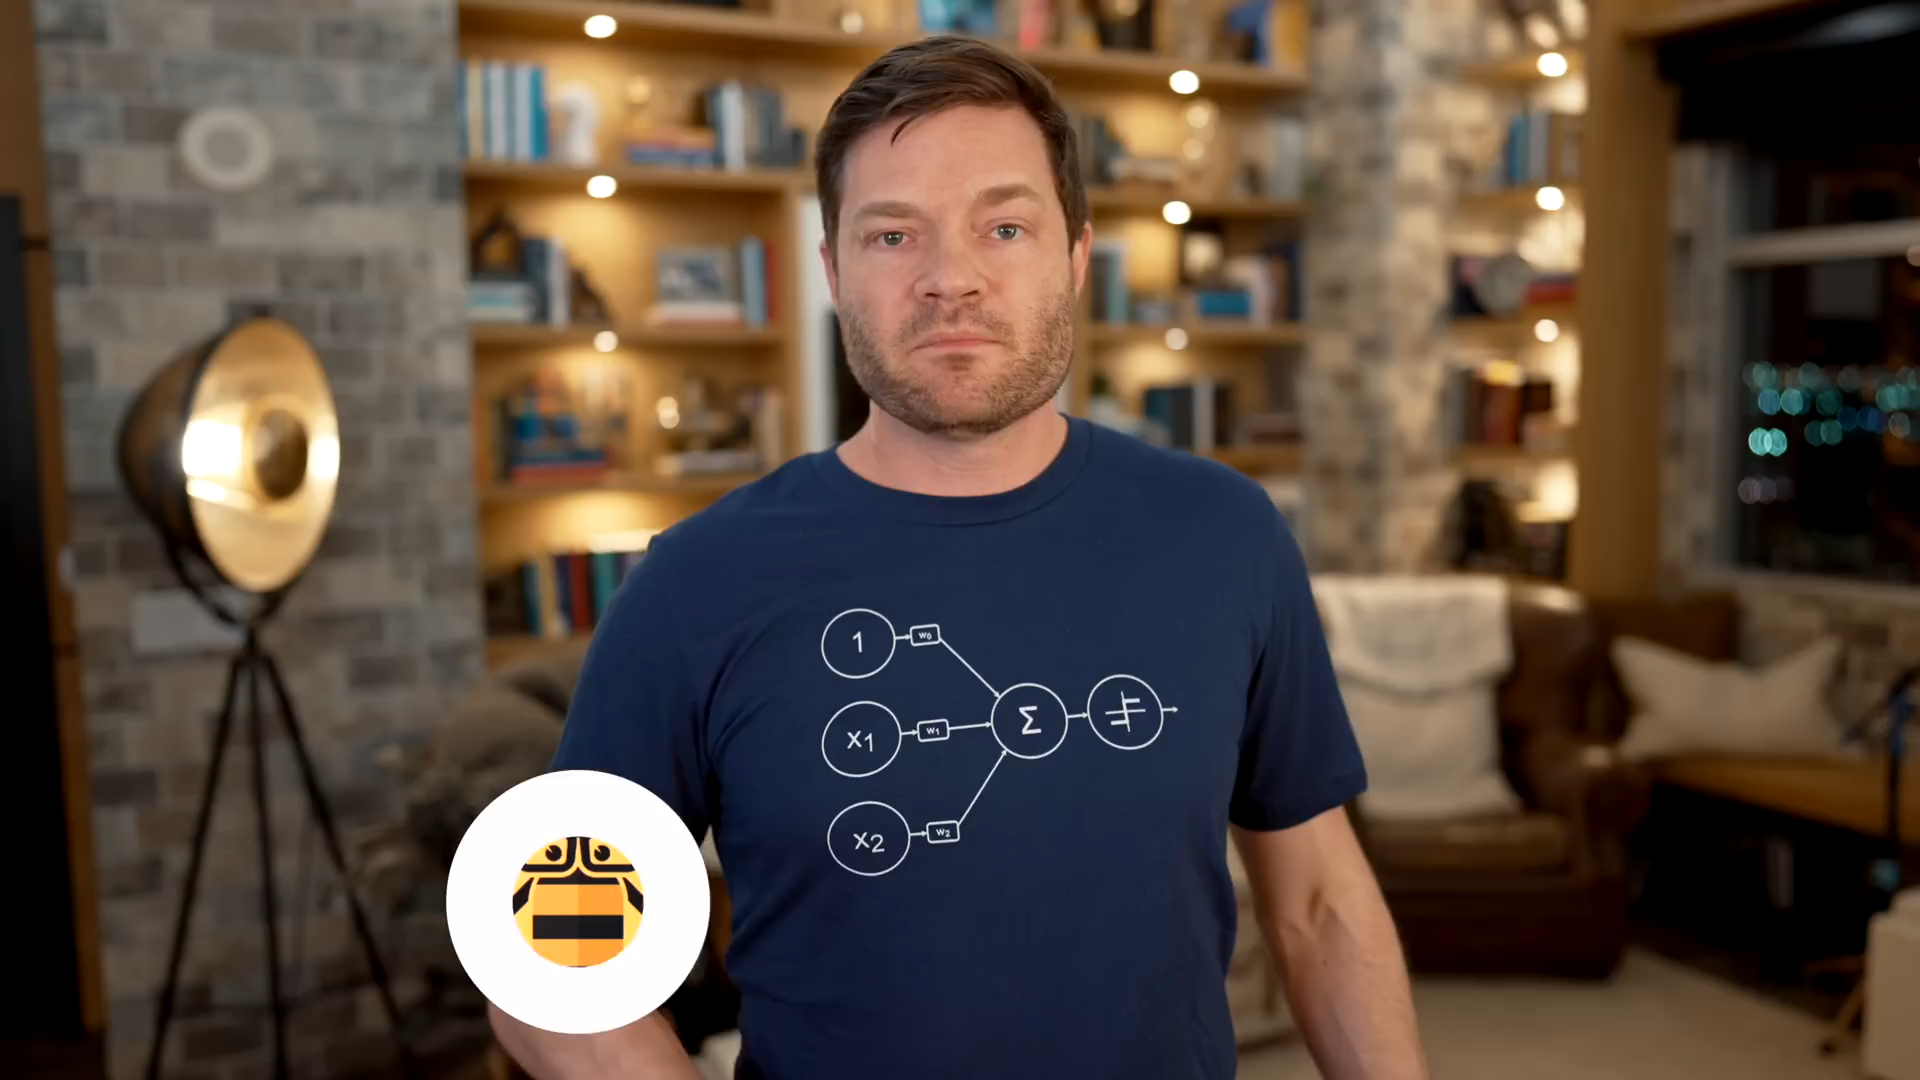 1 w₀
x₁ w₁ Σ
x₂ w₂